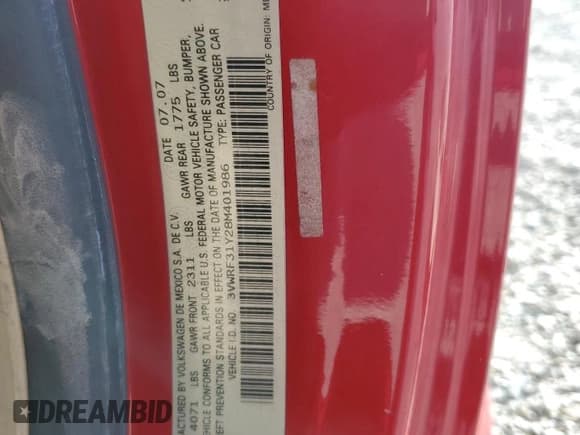 ACTURED BY VOLKSWAGEN DE MEXICO S.A. DE C.V. DATE 07.07
4071 LBS GAWR FRONT 2311 LBS GAWR REAR 1775 LBS
EHICLE CONFORMS TO ALL APPLICABLE U.S. FEDERAL MOTOR VEHICLE SAFETY, BUMPER,
EFT PREVENTION STANDARDS IN EFFECT ON THE DATE OF MANUFACTURE SHOWN ABOVE.
VEHICLE I.D. NO. 3VWRF31Y28M401986 TYPE: PASSENGER CAR
COUNTRY OF ORIGIN: ME
DREAMBID